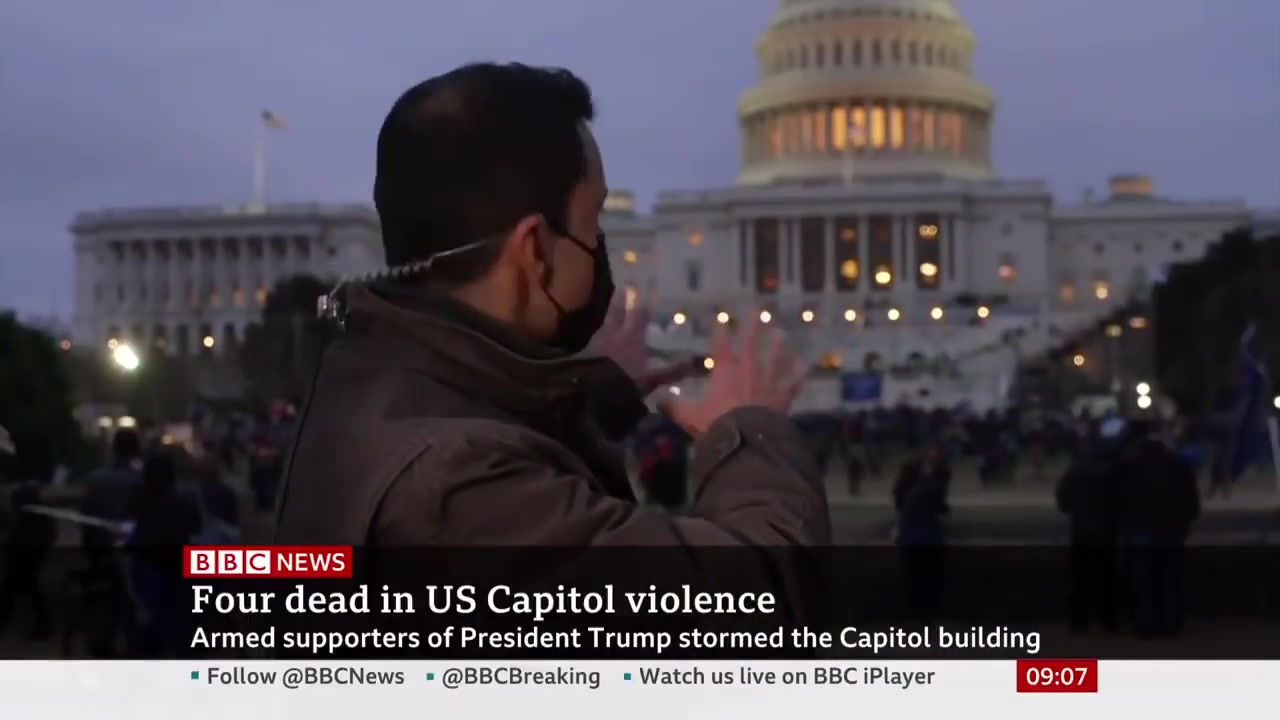 BBC NEWS
Four dead in US Capitol violence
Armed supporters of President Trump stormed the Capitol building
Follow @BBCNews @BBCBreaking Watch us live on BBC iPlayer 09:07